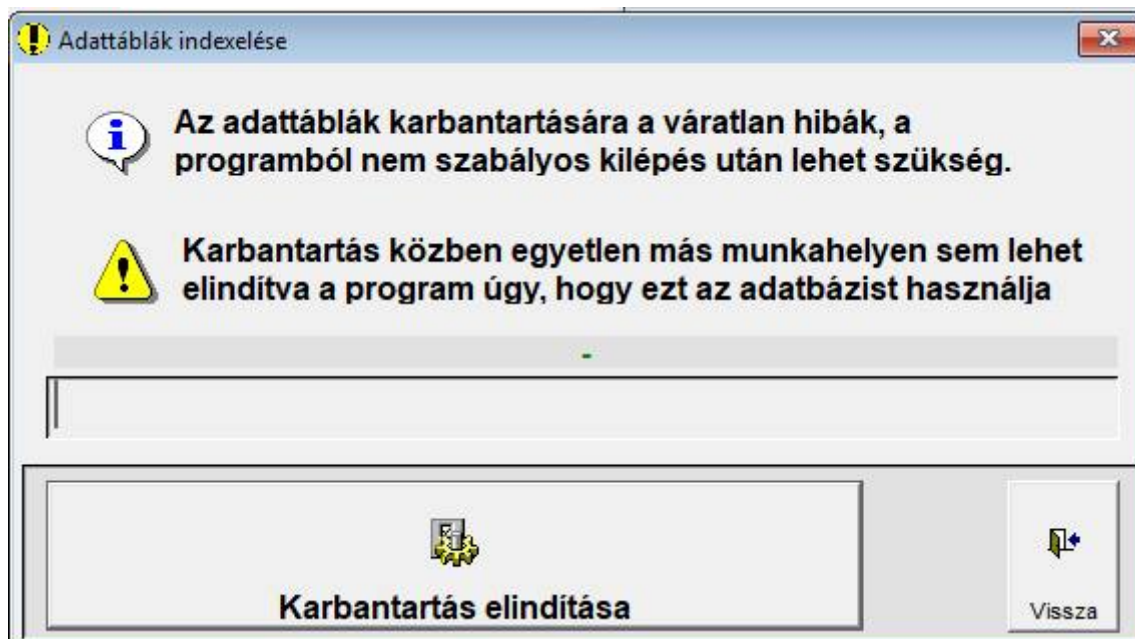 Adattáblák indexelése
Az adattáblák karbantartására a váratlan hibák, a
programból nem szabályos kilépés után lehet szükség.
Karbantartás közben egyetlen más munkahelyen sem lehet
elindítva a program úgy, hogy ezt az adatbázist használja
-
Karbantartás elindítása
Vissza